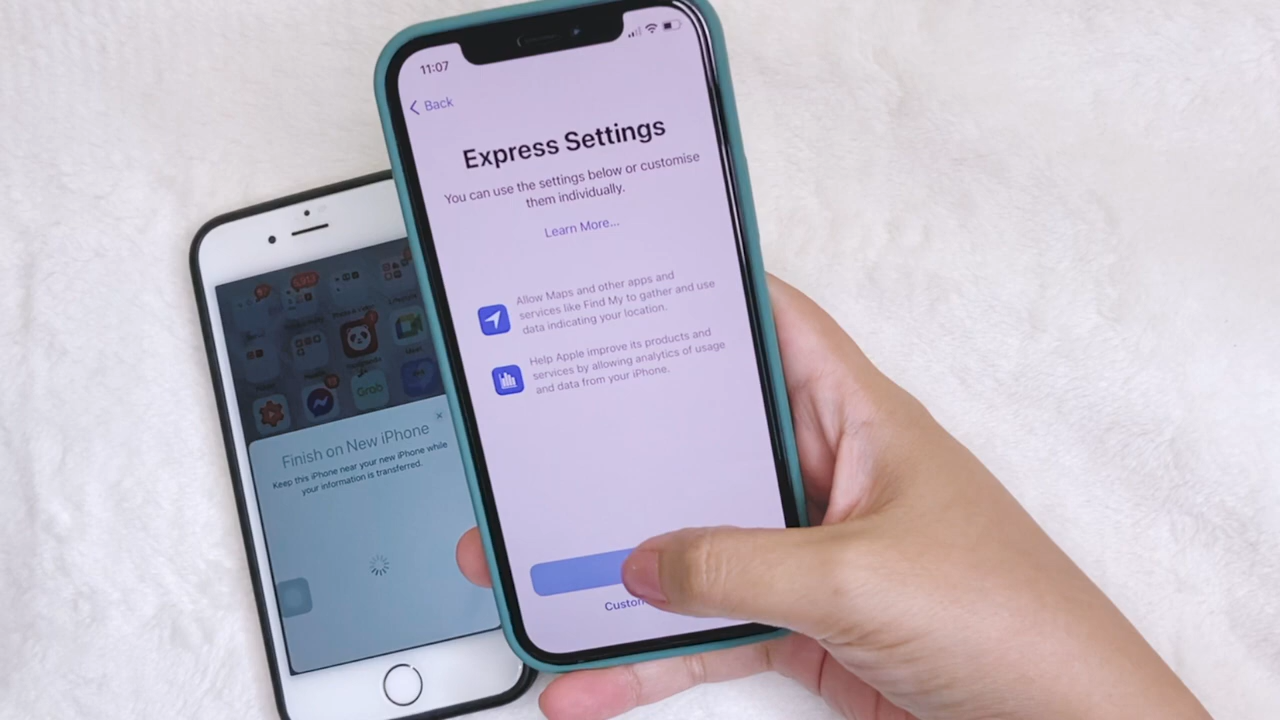 11:07
Back
Express Settings
You can use the settings below or customise
them individually.
Learn More...
Allow Maps and other apps and
services like Find My to gather and use
data indicating your location.
Help Apple improve its products and
services by allowing analytics of usage
and data from your iPhone.
Custom
Grab
Finish on New iPhone
Keep this iPhone near your new iPhone while
your information is transferred.